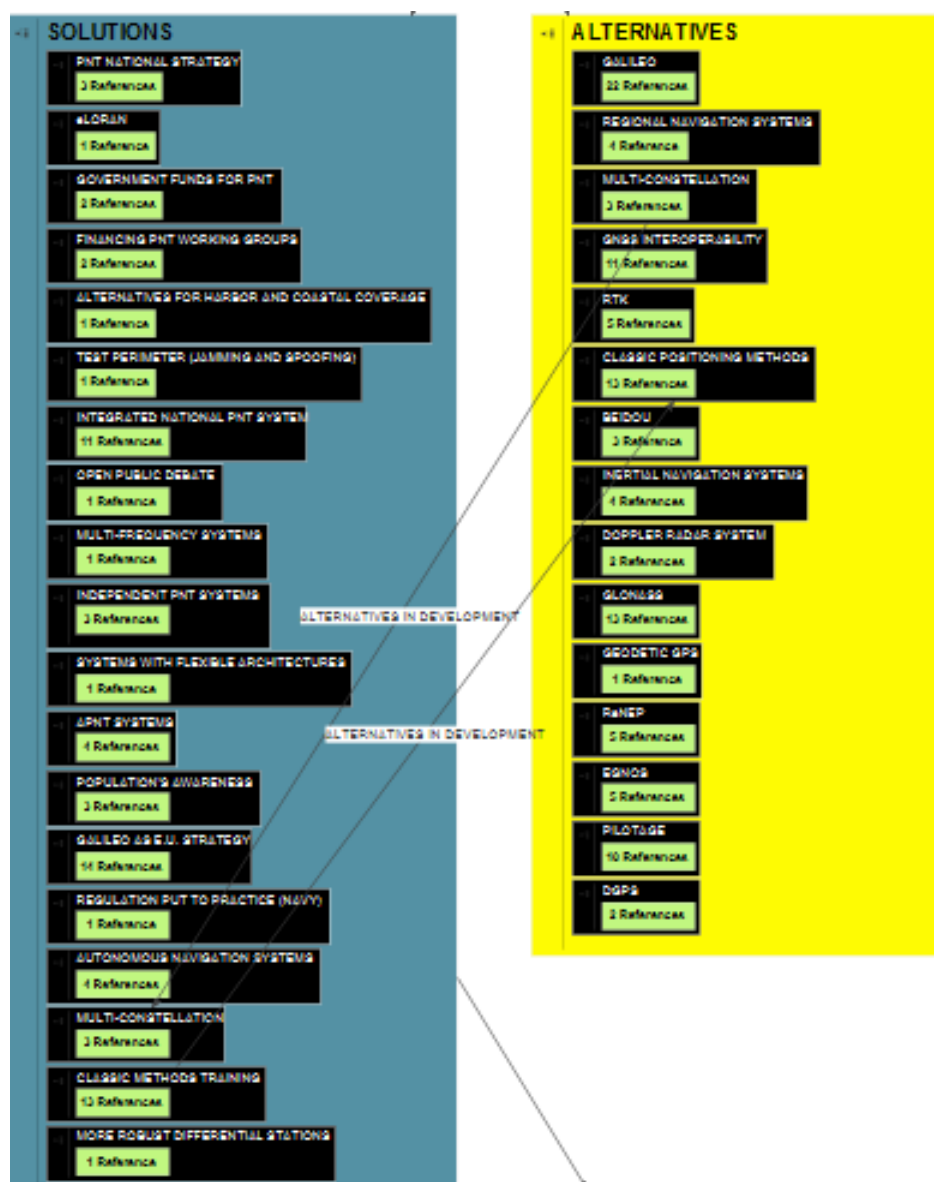 SOLUTIONS
PNT NATIONAL STRATEGY
3 References
eLORAN
1 Reference
GOVERNMENT FUNDS FOR PNT
2 References
FINANCING PNT WORKING GROUPS
2 References
ALTERNATIVES FOR HARBOR AND COASTAL COVERAGE
1 Reference
TEST PERIMETER (JAMMING AND SPOOFING)
1 Reference
INTEGRATED NATIONAL PNT SYSTEM
11 References
OPEN PUBLIC DEBATE
1 Reference
MULTI-FREQUENCY SYSTEMS
1 Reference
INDEPENDENT PNT SYSTEMS
3 References
SYSTEMS WITH FLEXIBLE ARCHITECTURES
1 Reference
APNT SYSTEMS
4 References
POPULATION'S AWARENESS
3 References
GALILEO AS E.U. STRATEGY
14 References
REGULATION PUT TO PRACTICE (NAVY)
1 Reference
AUTONOMOUS NAVIGATION SYSTEMS
4 References
MULTI-CONSTELLATION
3 References
CLASSIC METHODS TRAINING
13 References
MORE ROBUST DIFFERENTIAL STATIONS
1 Reference
ALTERNATIVES IN DEVELOPMENT
ALTERNATIVES IN DEVELOPMENT
ALTERNATIVES
GALILEO
22 References
REGIONAL NAVIGATION SYSTEMS
4 Reference
MULTI-CONSTELLATION
3 References
GNSS INTEROPERABILITY
11 References
RTK
5 References
CLASSIC POSITIONING METHODS
13 References
BEIDOU
3 Reference
INERTIAL NAVIGATION SYSTEMS
4 Reference
DOPPLER RADAR SYSTEM
2 References
GLONASS
13 References
GEODETIC GPS
1 Reference
ReNEP
5 References
EGNOS
5 References
PILOTAGE
10 References
DGPS
2 References